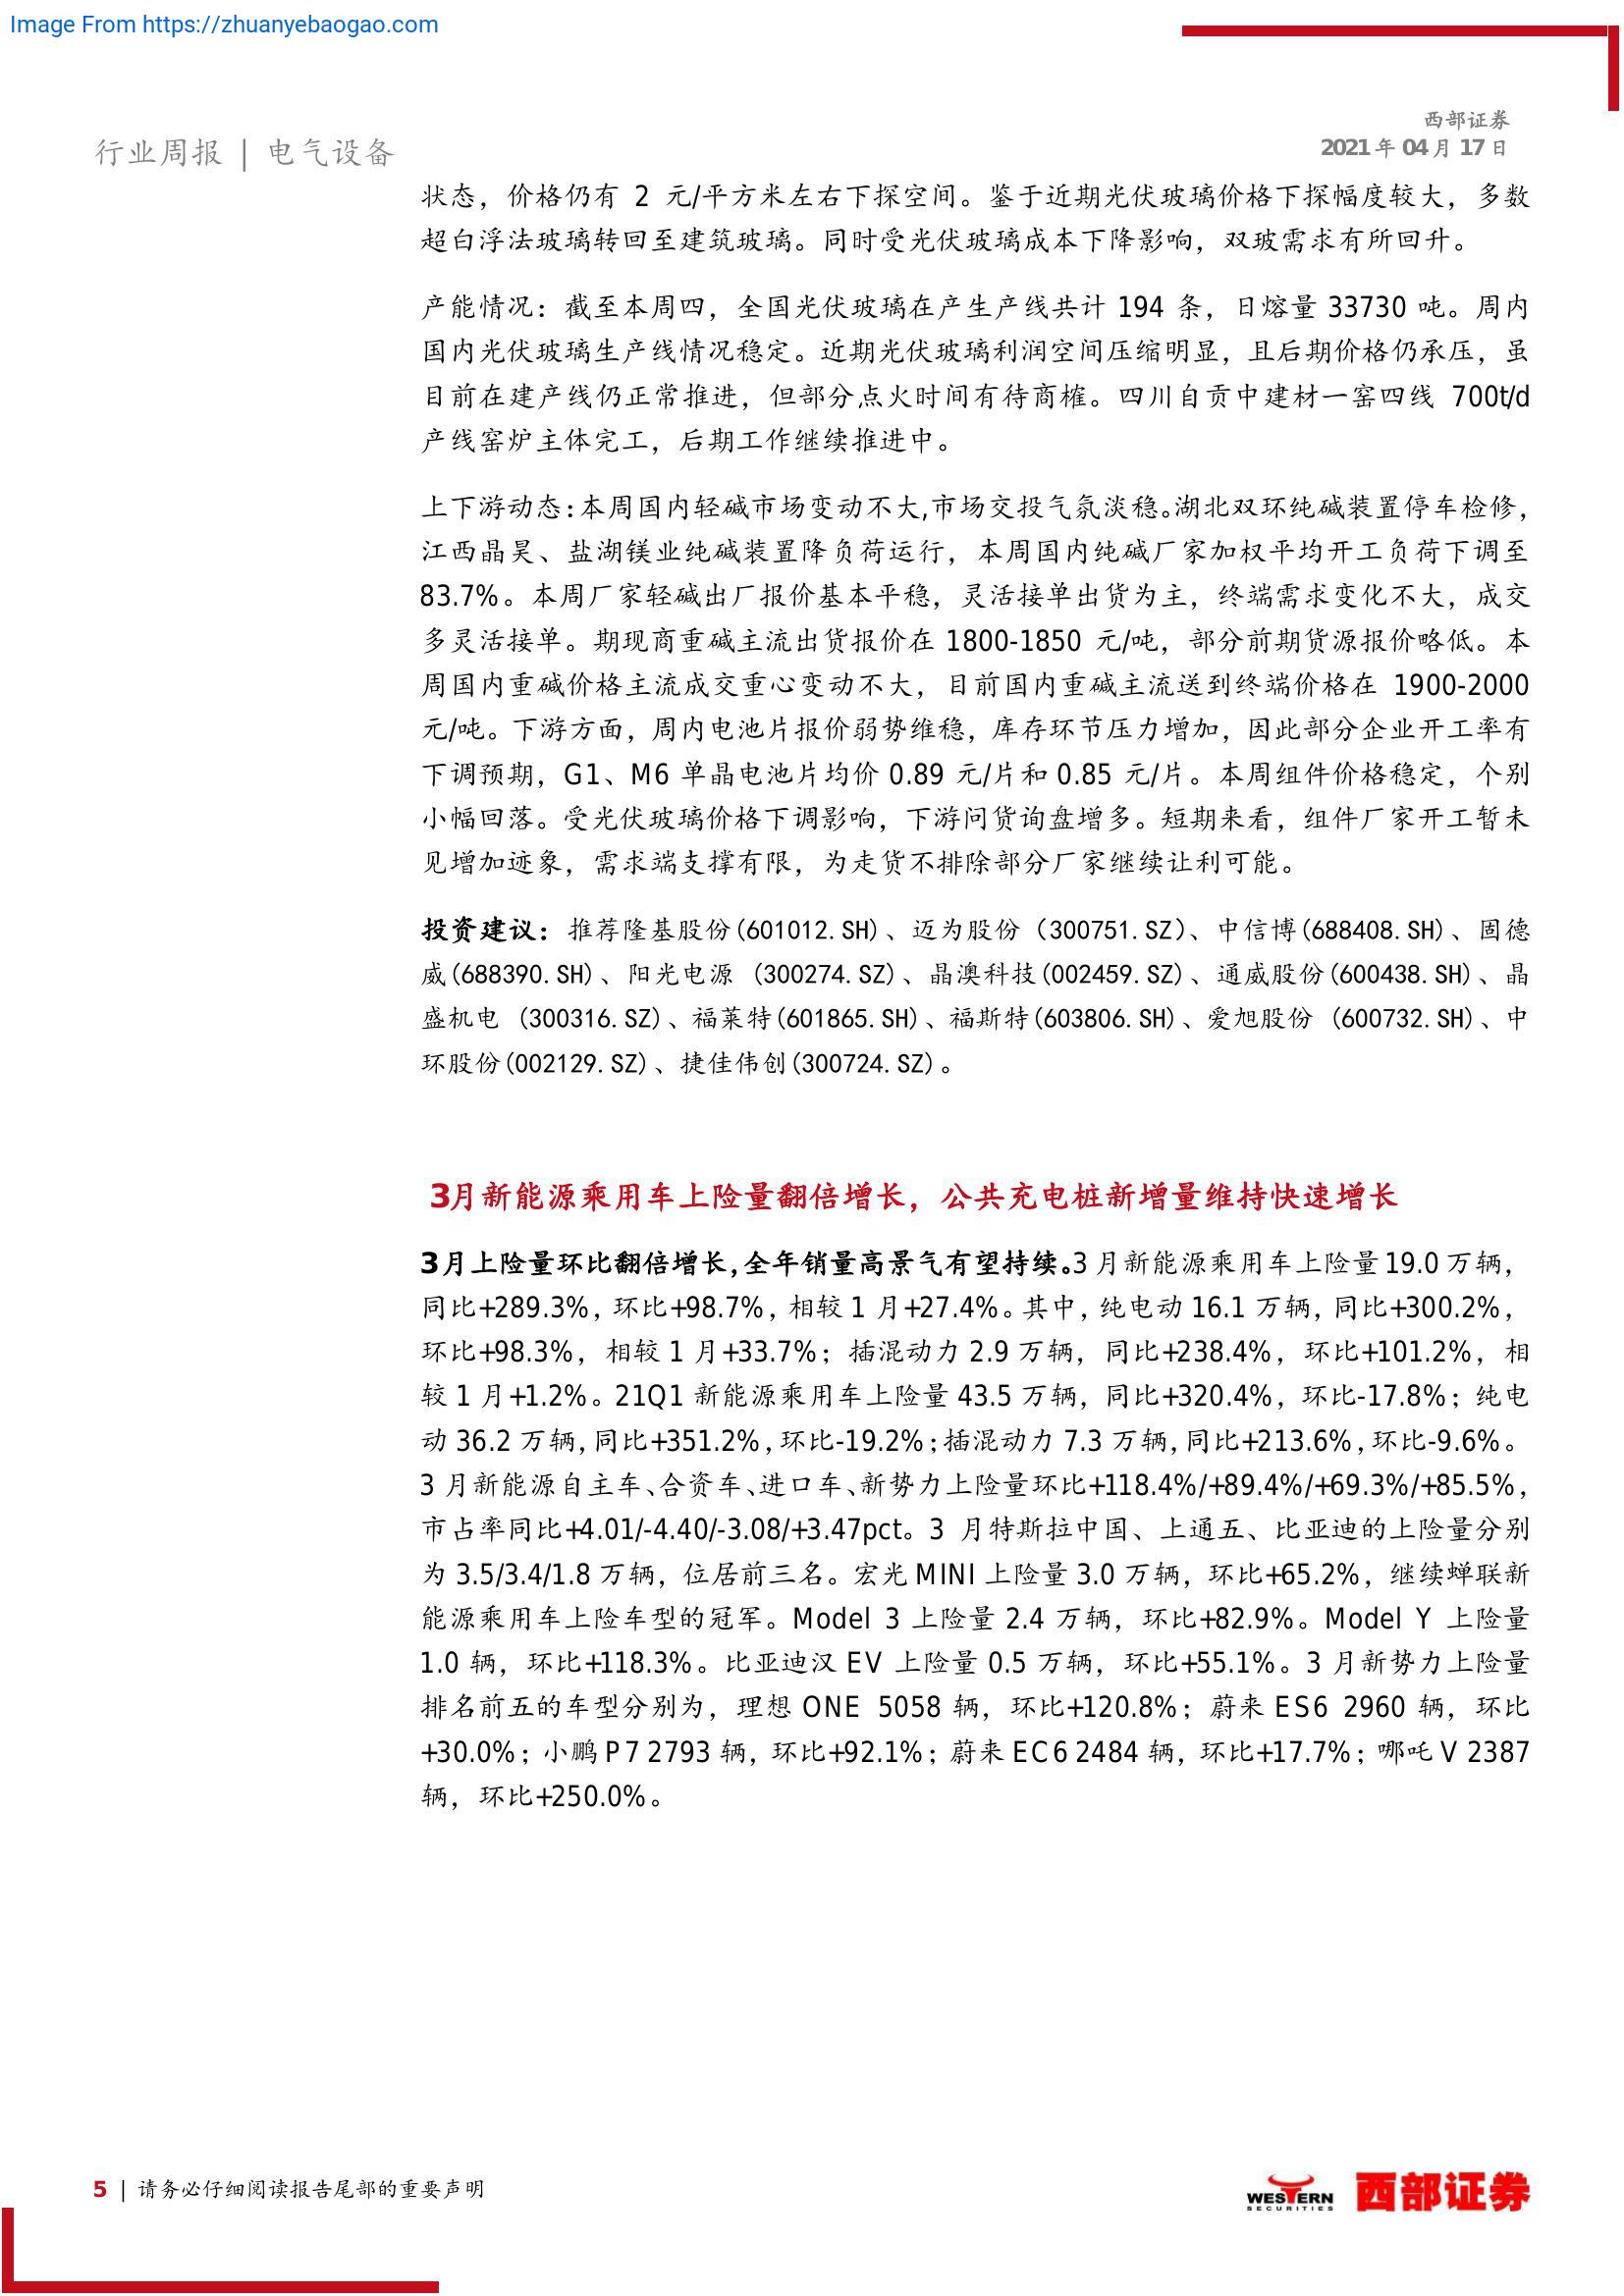 Image From https://zhuanyebaogao.com
西部证券
2021 年 04 月 17 日
行业周报 | 电气设备
状态，价格仍有 2 元/平方米左右下探空间。鉴于近期光伏玻璃价格下探幅度较大，多数
超白浮法玻璃转回至建筑玻璃。同时受光伏玻璃成本下降影响，双玻需求有所回升。
产能情况：截至本周四，全国光伏玻璃在产生产线共计 194 条，日熔量 33730 吨。周内
国内光伏玻璃生产线情况稳定。近期光伏玻璃利润空间压缩明显，且后期价格仍承压，虽
目前在建产线仍正常推进，但部分点火时间有待商榷。四川自贡中建材一窑四线 700t/d
产线窑炉主体完工，后期工作继续推进中。
上下游动态：本周国内轻碱市场变动不大,市场交投气氛淡稳。湖北双环纯碱装置停车检修，
江西晶昊、盐湖镁业纯碱装置降负荷运行，本周国内纯碱厂家加权平均开工负荷下调至
83.7%。本周厂家轻碱出厂报价基本平稳，灵活接单出货为主，终端需求变化不大，成交
多灵活接单。期现商重碱主流出货报价在 1800-1850 元/吨，部分前期货源报价略低。本
周国内重碱价格主流成交重心变动不大，目前国内重碱主流送到终端价格在 1900-2000
元/吨。下游方面，周内电池片报价弱势维稳，库存环节压力增加，因此部分企业开工率有
下调预期，G1、M6 单晶电池片均价 0.89 元/片和 0.85 元/片。本周组件价格稳定，个别
小幅回落。受光伏玻璃价格下调影响，下游问货询盘增多。短期来看，组件厂家开工暂未
见增加迹象，需求端支撑有限，为走货不排除部分厂家继续让利可能。
投资建议：推荐隆基股份(601012.SH)、迈为股份（300751.SZ）、中信博(688408.SH)、固德
威(688390.SH)、阳光电源 (300274.SZ)、晶澳科技(002459.SZ)、通威股份(600438.SH)、晶
盛机电 (300316.SZ)、福莱特(601865.SH)、福斯特(603806.SH)、爱旭股份 (600732.SH)、中
环股份(002129.SZ)、捷佳伟创(300724.SZ)。
3月新能源乘用车上险量翻倍增长，公共充电桩新增量维持快速增长
3月上险量环比翻倍增长，全年销量高景气有望持续。3 月新能源乘用车上险量 19.0 万辆，
同比+289.3%，环比+98.7%，相较 1 月+27.4%。其中，纯电动 16.1 万辆，同比+300.2%，
环比+98.3%，相较 1 月+33.7%；插混动力 2.9 万辆，同比+238.4%，环比+101.2%，相
较 1 月+1.2%。21Q1 新能源乘用车上险量 43.5 万辆，同比+320.4%，环比-17.8%；纯电
动 36.2 万辆，同比+351.2%，环比-19.2%；插混动力 7.3 万辆，同比+213.6%，环比-9.6%。
3 月新能源自主车、合资车、进口车、新势力上险量环比+118.4%/+89.4%/+69.3%/+85.5%，
市占率同比+4.01/-4.40/-3.08/+3.47pct。3 月特斯拉中国、上通五、比亚迪的上险量分别
为 3.5/3.4/1.8 万辆，位居前三名。宏光 MINI 上险量 3.0 万辆，环比+65.2%，继续蝉联新
能源乘用车上险车型的冠军。Model 3 上险量 2.4 万辆，环比+82.9%。Model Y 上险量
1.0 辆，环比+118.3%。比亚迪汉 EV 上险量 0.5 万辆，环比+55.1%。3 月新势力上险量
排名前五的车型分别为，理想 ONE 5058 辆，环比+120.8%；蔚来 ES6 2960 辆，环比
+30.0%；小鹏 P7 2793 辆，环比+92.1%；蔚来 EC6 2484 辆，环比+17.7%；哪吒 V 2387
辆，环比+250.0%。
5 | 请务必仔细阅读报告尾部的重要声明
WESTERN
SECURITIES
西部证券